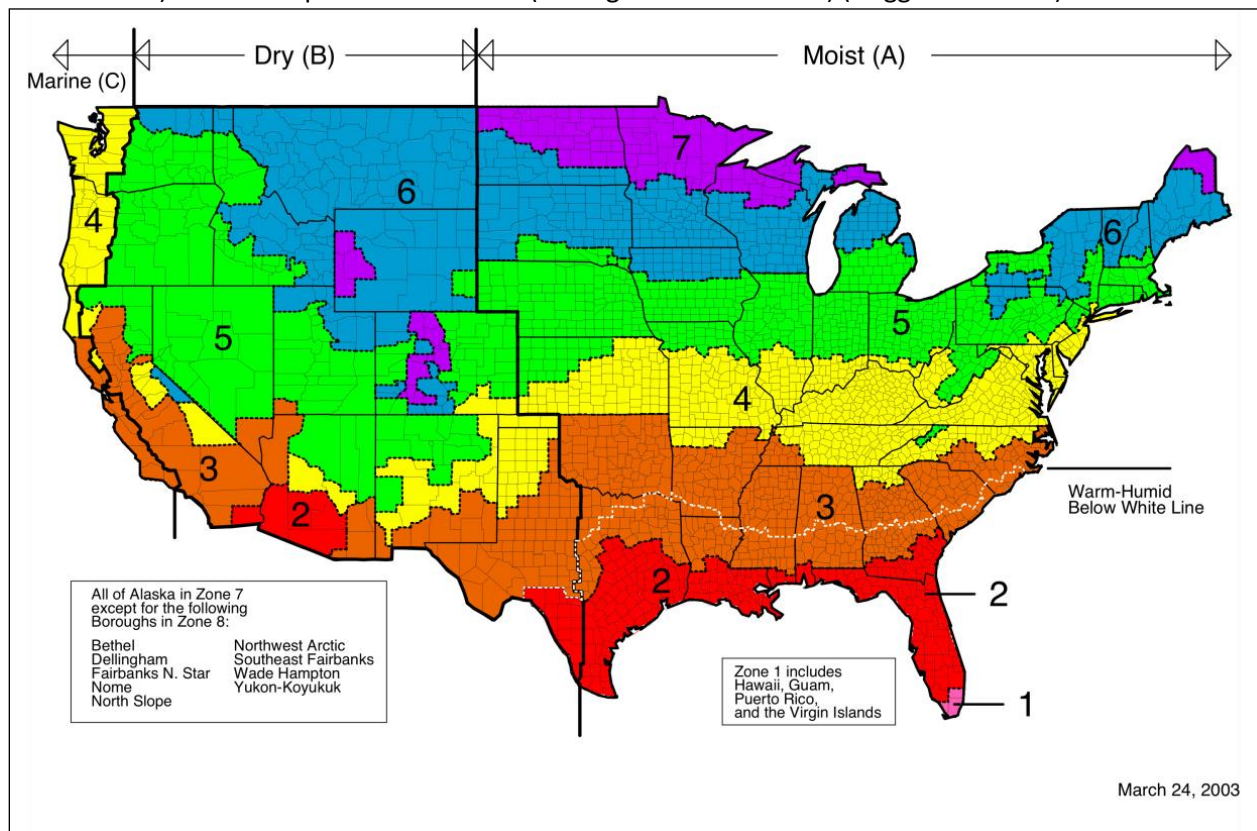 Marine (C)
Dry (B)
Moist (A)
7
6
4
6
5
5
4
3
3
2
2
2
1
Warm-Humid
Below White Line
All of Alaska in Zone 7
except for the following
Boroughs in Zone 8:
Bethel
Dellingham
Fairbanks N. Star
Nome
North Slope
Northwest Arctic
Southeast Fairbanks
Wade Hampton
Yukon-Koyukuk
Zone 1 includes
Hawaii, Guam,
Puerto Rico,
and the Virgin Islands
March 24, 2003